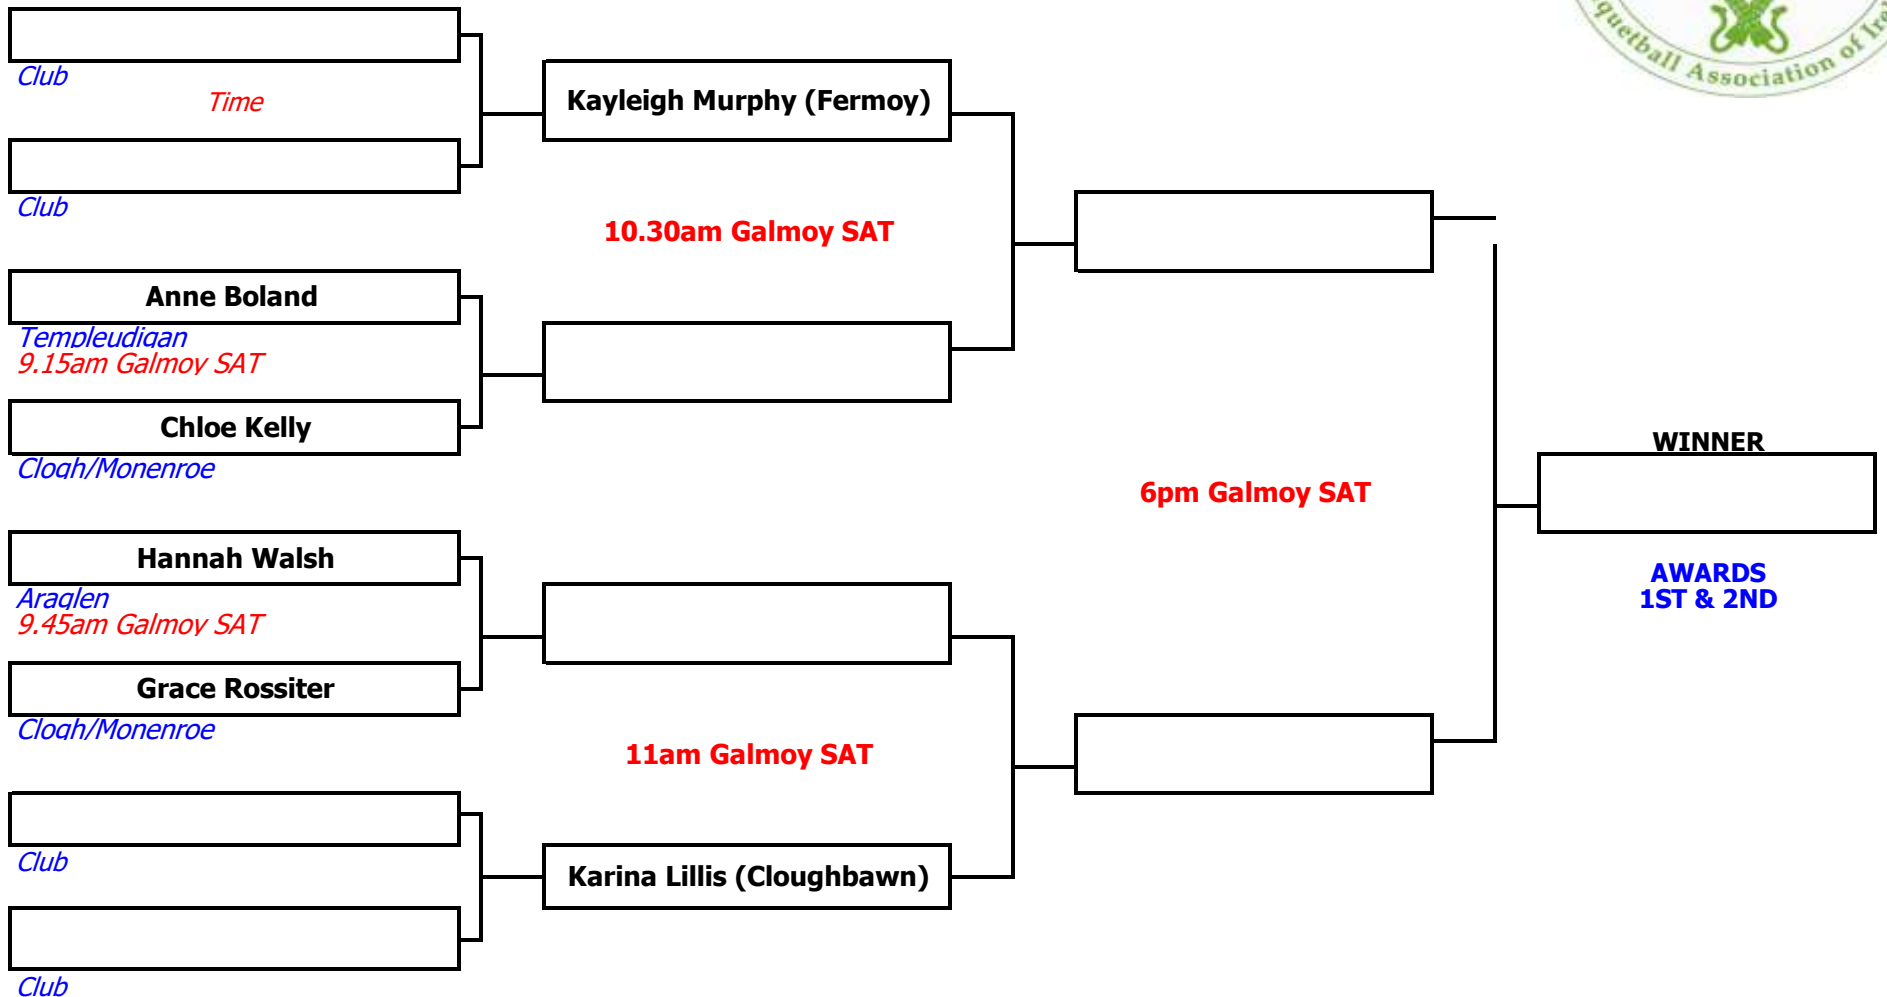 Club
Time
Club
Anne Boland
Templeudigan
9.15am Galmoy SAT
Chloe Kelly
Clogh/Monenroe
Hannah Walsh
Araglen
9.45am Galmoy SAT
Grace Rossiter
Clogh/Monenroe
Club
Club
Kayleigh Murphy (Fermoy)
10.30am Galmoy SAT
11am Galmoy SAT
Karina Lillis (Cloughbawn)
6pm Galmoy SAT
WINNER
AWARDS
1ST & 2ND
Association of